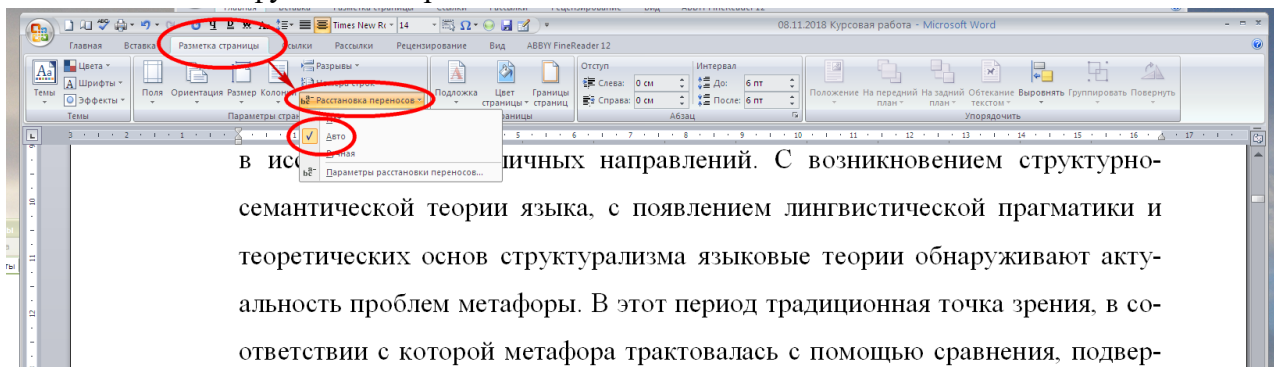 08.11.2018 Курсовая работа - Microsoft Word
Times New Ro 14
Главная Вставка Разметка страницы Ссылки Рассылки Рецензирование Вид ABBYY FineReader 12
Цвета Разрывы Отступ Интервал
Шрифты Слева: 0 см До: 6 пт
Темы Эффекты Поля Ориентация Размер Расстановка переносов Подложка Цвет страницы Границы страниц Справа: 0 см После: 6 пт Положение На передний план На задний план Обтекание текстом Выровнять Группировать Повернуть
Темы Абзац Упорядочить
Авто
Параметры расстановки переносов...
личных направлений. С возникновением структурно-
семантической теории языка, с появлением лингвистической прагматики и
теоретических основ структурализма языковые теории обнаруживают акту-
альность проблем метафоры. В этот период традиционная точка зрения, в со-
ответствии с которой метафора трактовалась с помощью сравнения, подвер-